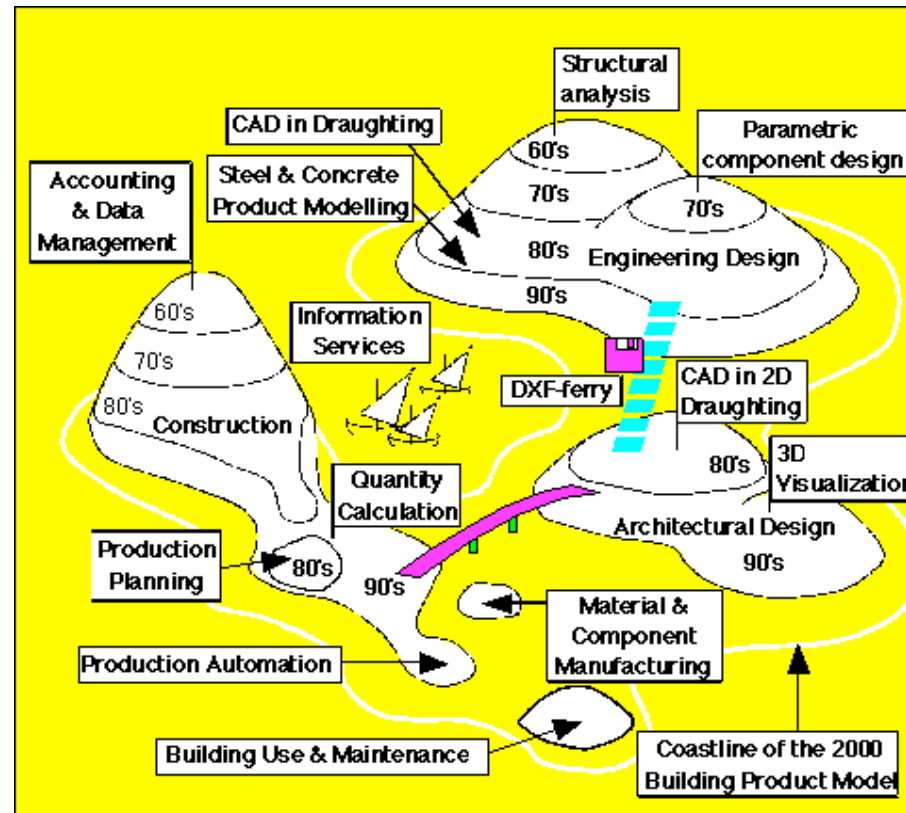 Structural
analysis
CAD in Draughting
Parametric
component design
Steel & Concrete
Product Modelling
Accounting
& Data
Management
60's
70's
70's
80's
Engineering Design
90's
60's
Information
Services
70's
80's
Construction
DXF-ferry
CAD in 2D
Draughting
80's
3D
Visualization
Quantity
Calculation
Architectural Design
90's
Production
Planning
80's
90's
Material &
Component
Manufacturing
Production Automation
Building Use & Maintenance
Coastline of the 2000
Building Product Model